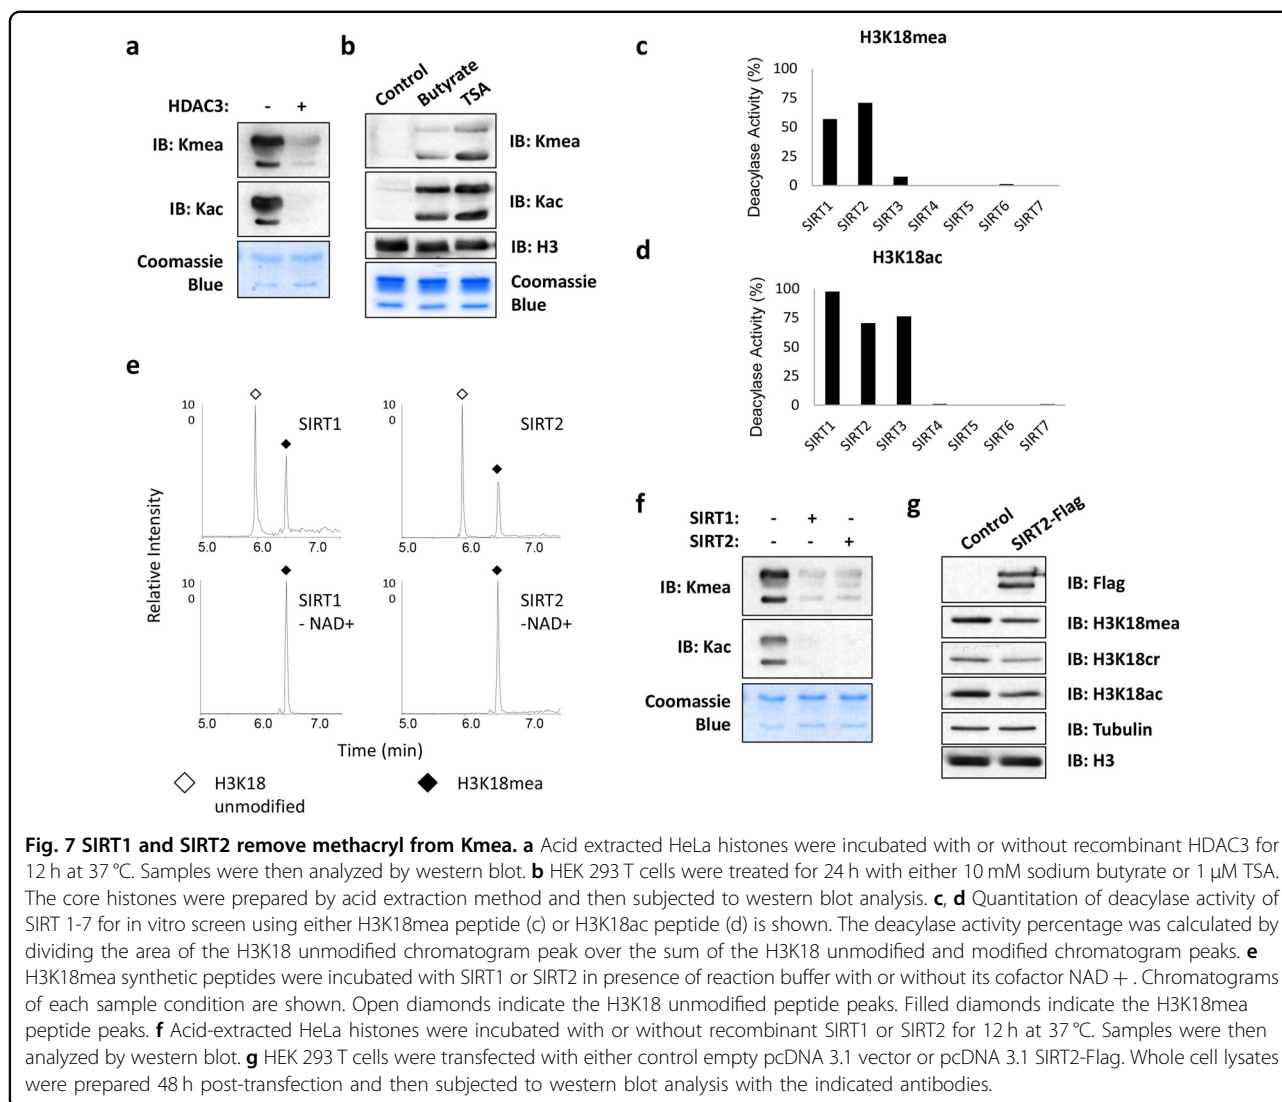 a
HDAC3: - +
IB: Kmea
IB: Kac
Coomassie
Blue
b
Control Butyrate TSA
IB: Kmea
IB: Kac
IB: H3
Coomassie
Blue
c
H3K18mea
Deacylase Activity (%)
100
75
50
25
0
SIRT1 SIRT2 SIRT3 SIRT4 SIRT5 SIRT6 SIRT7
d
H3K18ac
Deacylase Activity (%)
100
75
50
25
0
SIRT1 SIRT2 SIRT3 SIRT4 SIRT5 SIRT6 SIRT7
e
Relative Intensity
10
0
SIRT1
5.0 6.0 7.0
10
0
SIRT2
5.0 6.0 7.0
10
0
SIRT1
- NAD+
5.0 6.0 7.0
10
0
SIRT2
-NAD+
5.0 6.0 7.0
Time (min)
H3K18
unmodified
H3K18mea
f
SIRT1: - + -
SIRT2: - - +
IB: Kmea
IB: Kac
Coomassie
Blue
g
Control SIRT2-Flag
IB: Flag
IB: H3K18mea
IB: H3K18cr
IB: H3K18ac
IB: Tubulin
IB: H3
Fig. 7 SIRT1 and SIRT2 remove methacryl from Kmea. a Acid extracted HeLa histones were incubated with or without recombinant HDAC3 for
12 h at 37 °C. Samples were then analyzed by western blot. b HEK 293 T cells were treated for 24 h with either 10 mM sodium butyrate or 1 µM TSA.
The core histones were prepared by acid extraction method and then subjected to western blot analysis. c, d Quantitation of deacylase activity of
SIRT 1-7 for in vitro screen using either H3K18mea peptide (c) or H3K18ac peptide (d) is shown. The deacylase activity percentage was calculated by
dividing the area of the H3K18 unmodified chromatogram peak over the sum of the H3K18 unmodified and modified chromatogram peaks. e
H3K18mea synthetic peptides were incubated with SIRT1 or SIRT2 in presence of reaction buffer with or without its cofactor NAD + . Chromatograms
of each sample condition are shown. Open diamonds indicate the H3K18 unmodified peptide peaks. Filled diamonds indicate the H3K18mea
peptide peaks. f Acid-extracted HeLa histones were incubated with or without recombinant SIRT1 or SIRT2 for 12 h at 37 °C. Samples were then
analyzed by western blot. g HEK 293 T cells were transfected with either control empty pcDNA 3.1 vector or pcDNA 3.1 SIRT2-Flag. Whole cell lysates
were prepared 48 h post-transfection and then subjected to western blot analysis with the indicated antibodies.